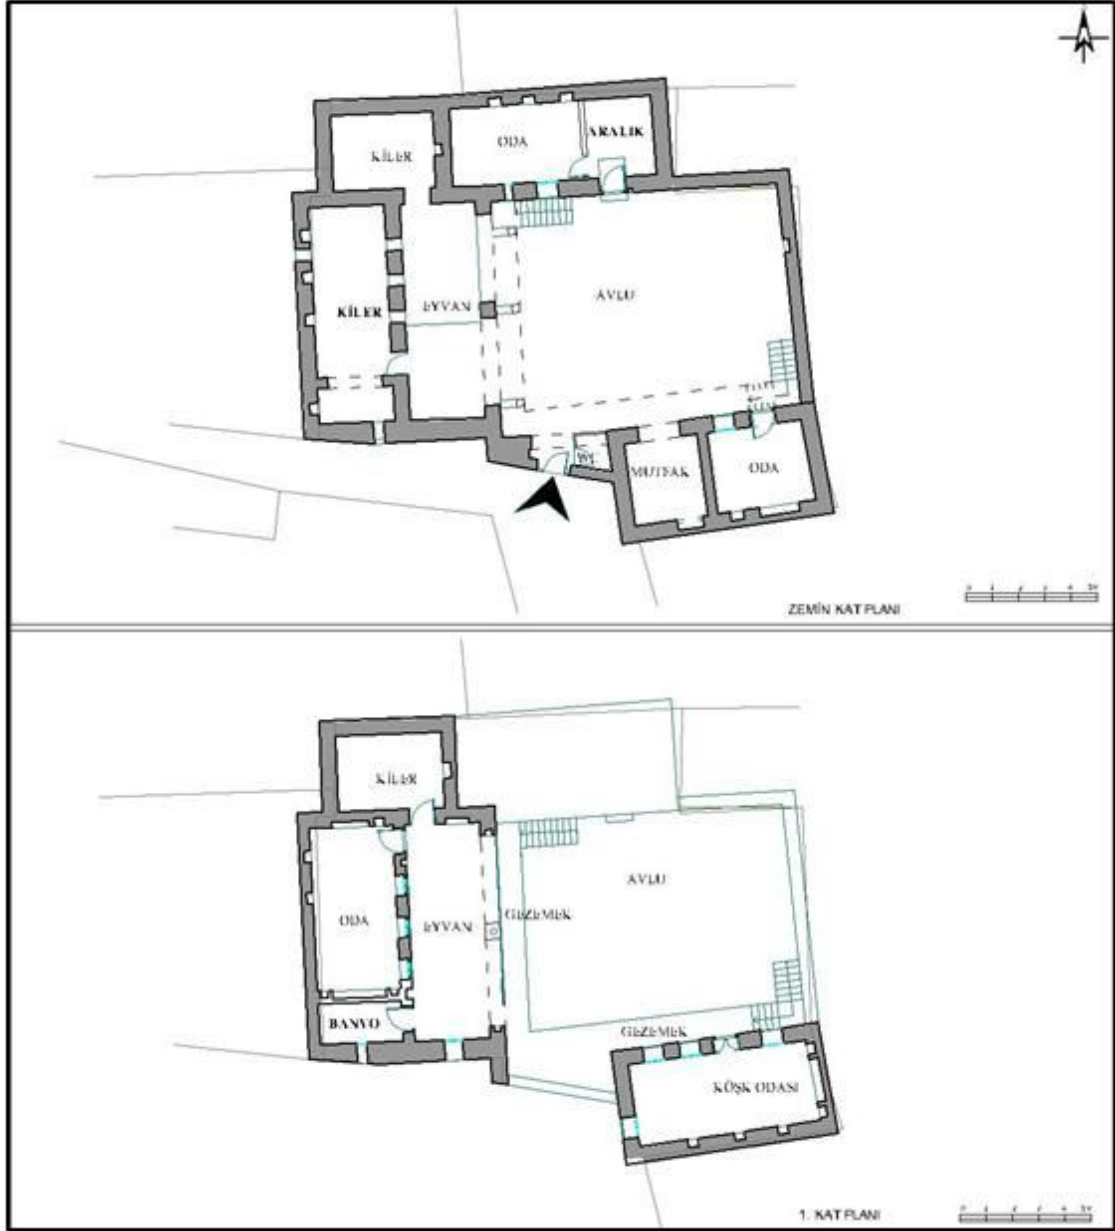 ODA
ARALIK
KİLER
EYVAN
AVLU
KİLER
MUTFAK
ODA
ZEMİN KAT PLANI
KİLER
AVLU
GEZEMEK
ODA
EYVAN
BANYO
GEZEMEK
KÖŞK ODASI
1. KAT PLANI